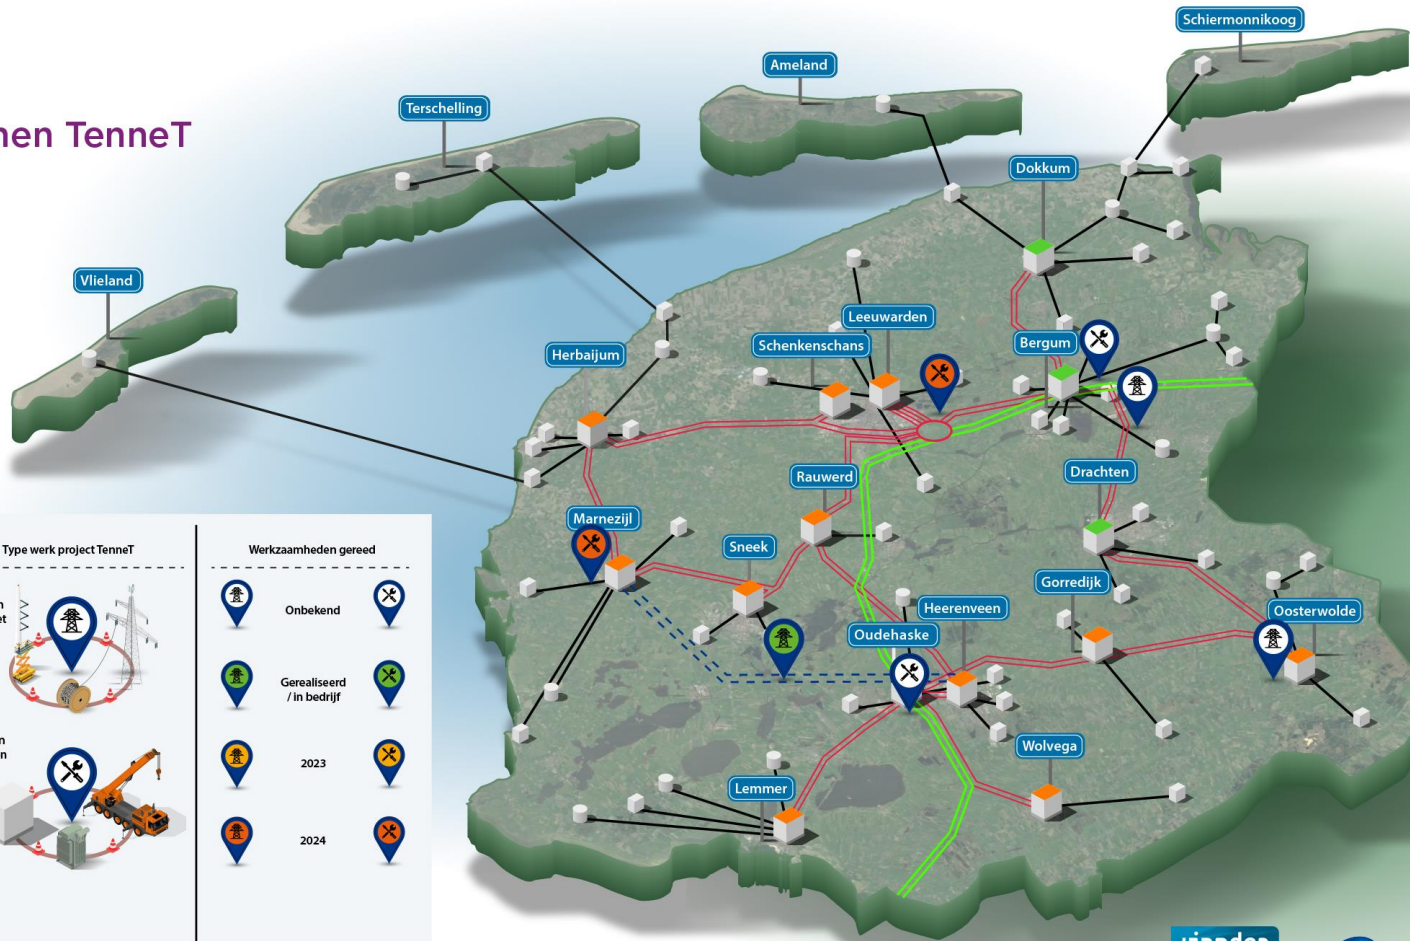 Schiermonnikoog
Ameland
Terschelling
nen TenneT
Dokkum
Vlieland
Leeuwarden
Schenkenschans
Bergum
Herbaijum
Rauwerd
Drachten
Marnezijl
Sneek
Gorredijk
Heerenveen
Oosterwolde
Oudehaske
Wolvega
Lemmer
Type werk project TenneT
Werkzaamheden gereed
n
et
Onbekend
Gerealiseerd
/ in bedrijf
n
n
2023
2024